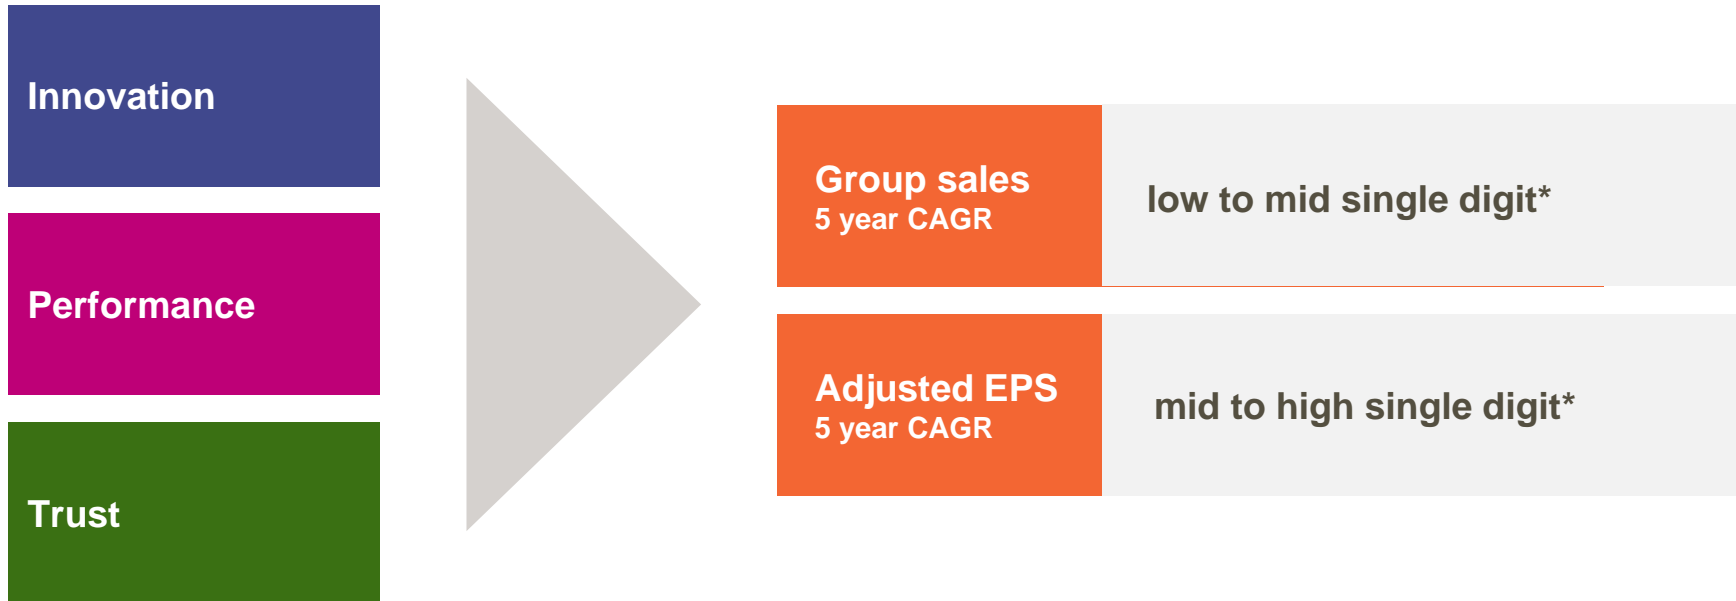 Innovation
Performance
Trust
Group sales
5 year CAGR
low to mid single digit*
Adjusted EPS
5 year CAGR
mid to high single digit*